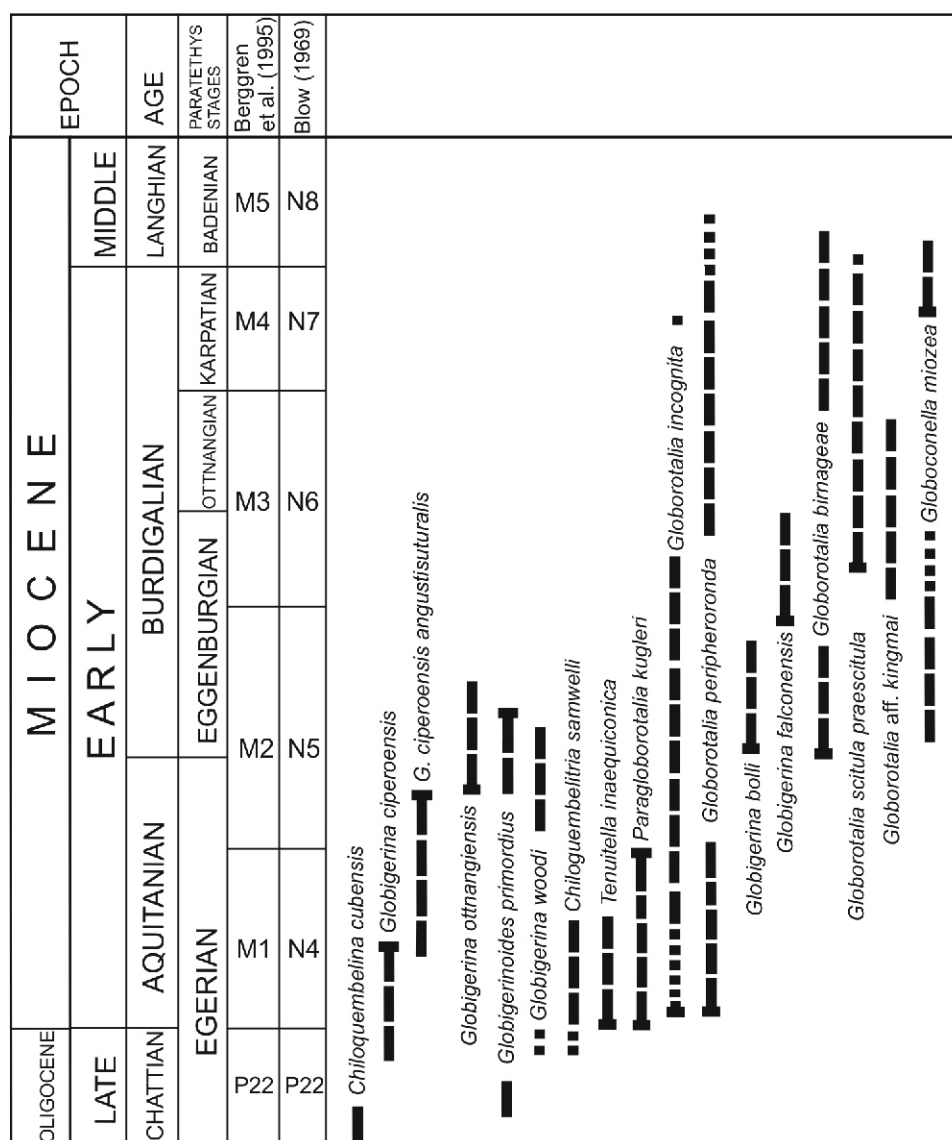 EPOCH
AGE
PARATETHYS
STAGES
Berggren
et al. (1995)
Blow (1969)
MIOCENE
OLIGOCENE
MIDDLE
EARLY
LATE
LANGHIAN
BURDIGALIAN
AQUITANIAN
CHATTIAN
BADENIAN
KARPATIAN
OTTNANGIAN
EGGENBURGIAN
EGERIAN
M5
M4
M3
M2
M1
P22
N8
N7
N6
N5
N4
P22
Chiloquembelina cubensis
Globigerina ciperoensis
G. ciperoensis angustisuturalis
Globigerina ottnangiensis
Globigerinoides primordius
Globigerina woodi
Chiloguembelitria samwelli
Tenuitella inaequiconica
Paragloborotalia kugleri
Globorotalia incognita
Globorotalia peripheroronda
Globigerina bolli
Globigerina falconensis
Globorotalia birnageae
Globorotalia scitula praescitula
Globorotalia aff. kingmai
Globoconella miozea